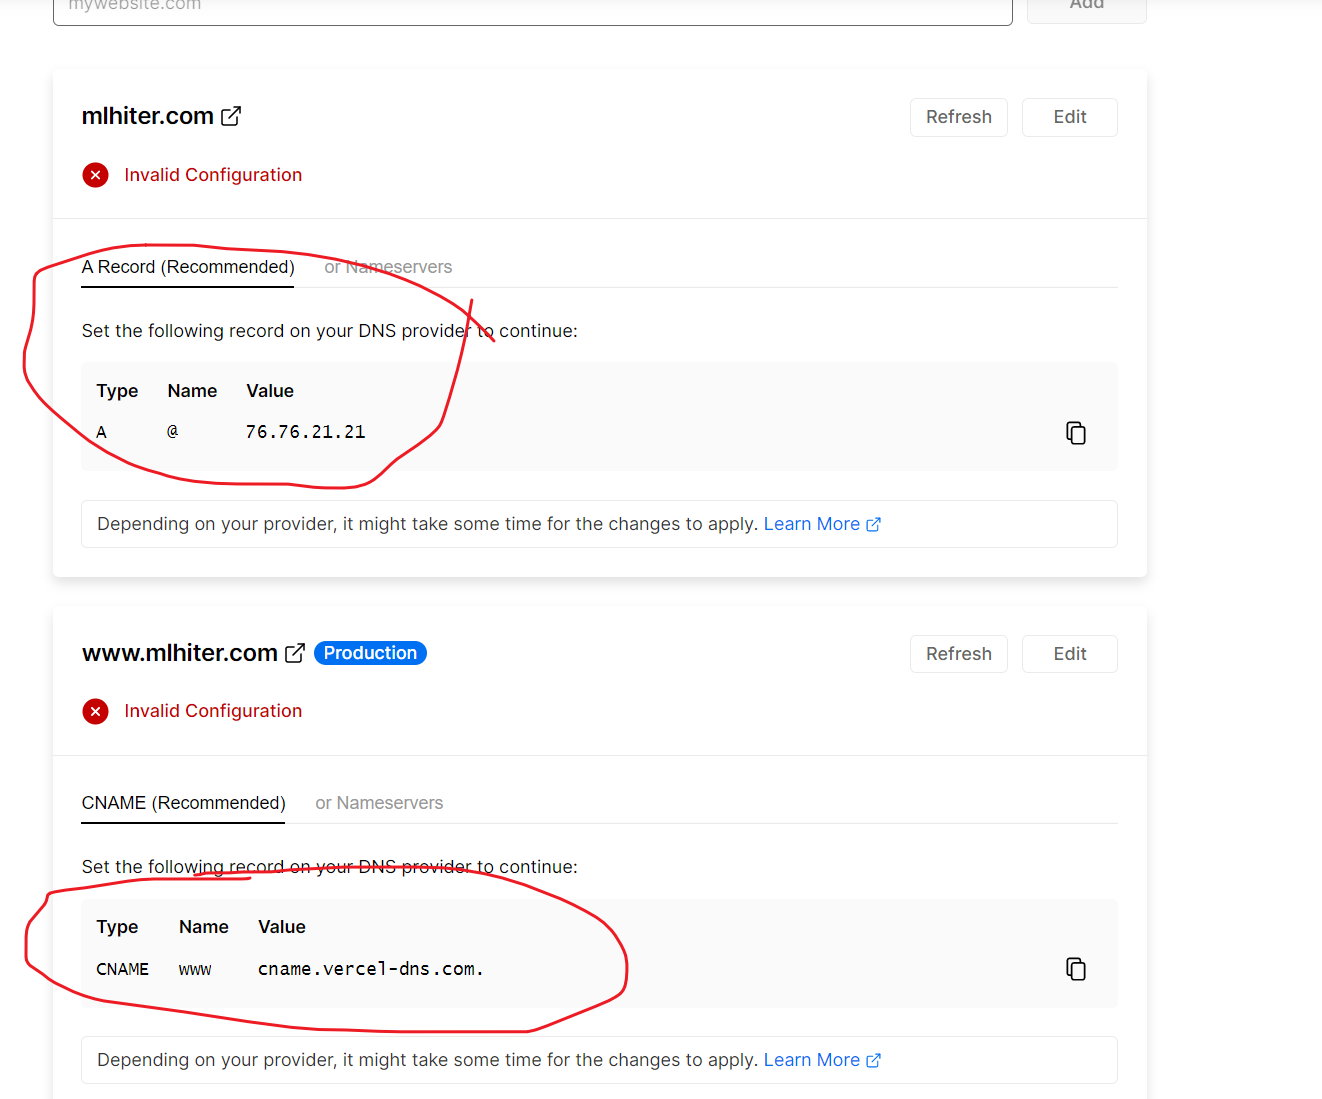 mywebsite.com
Add
mlhiter.com
Refresh
Edit
Invalid Configuration
A Record (Recommended)
or Nameservers
Set the following record on your DNS provider to continue:
Type Name Value
A @ 76.76.21.21
Depending on your provider, it might take some time for the changes to apply. Learn More
www.mlhiter.com
Production
Refresh
Edit
Invalid Configuration
CNAME (Recommended)
or Nameservers
Set the following record on your DNS provider to continue:
Type Name Value
CNAME www cname.vercel-dns.com.
Depending on your provider, it might take some time for the changes to apply. Learn More